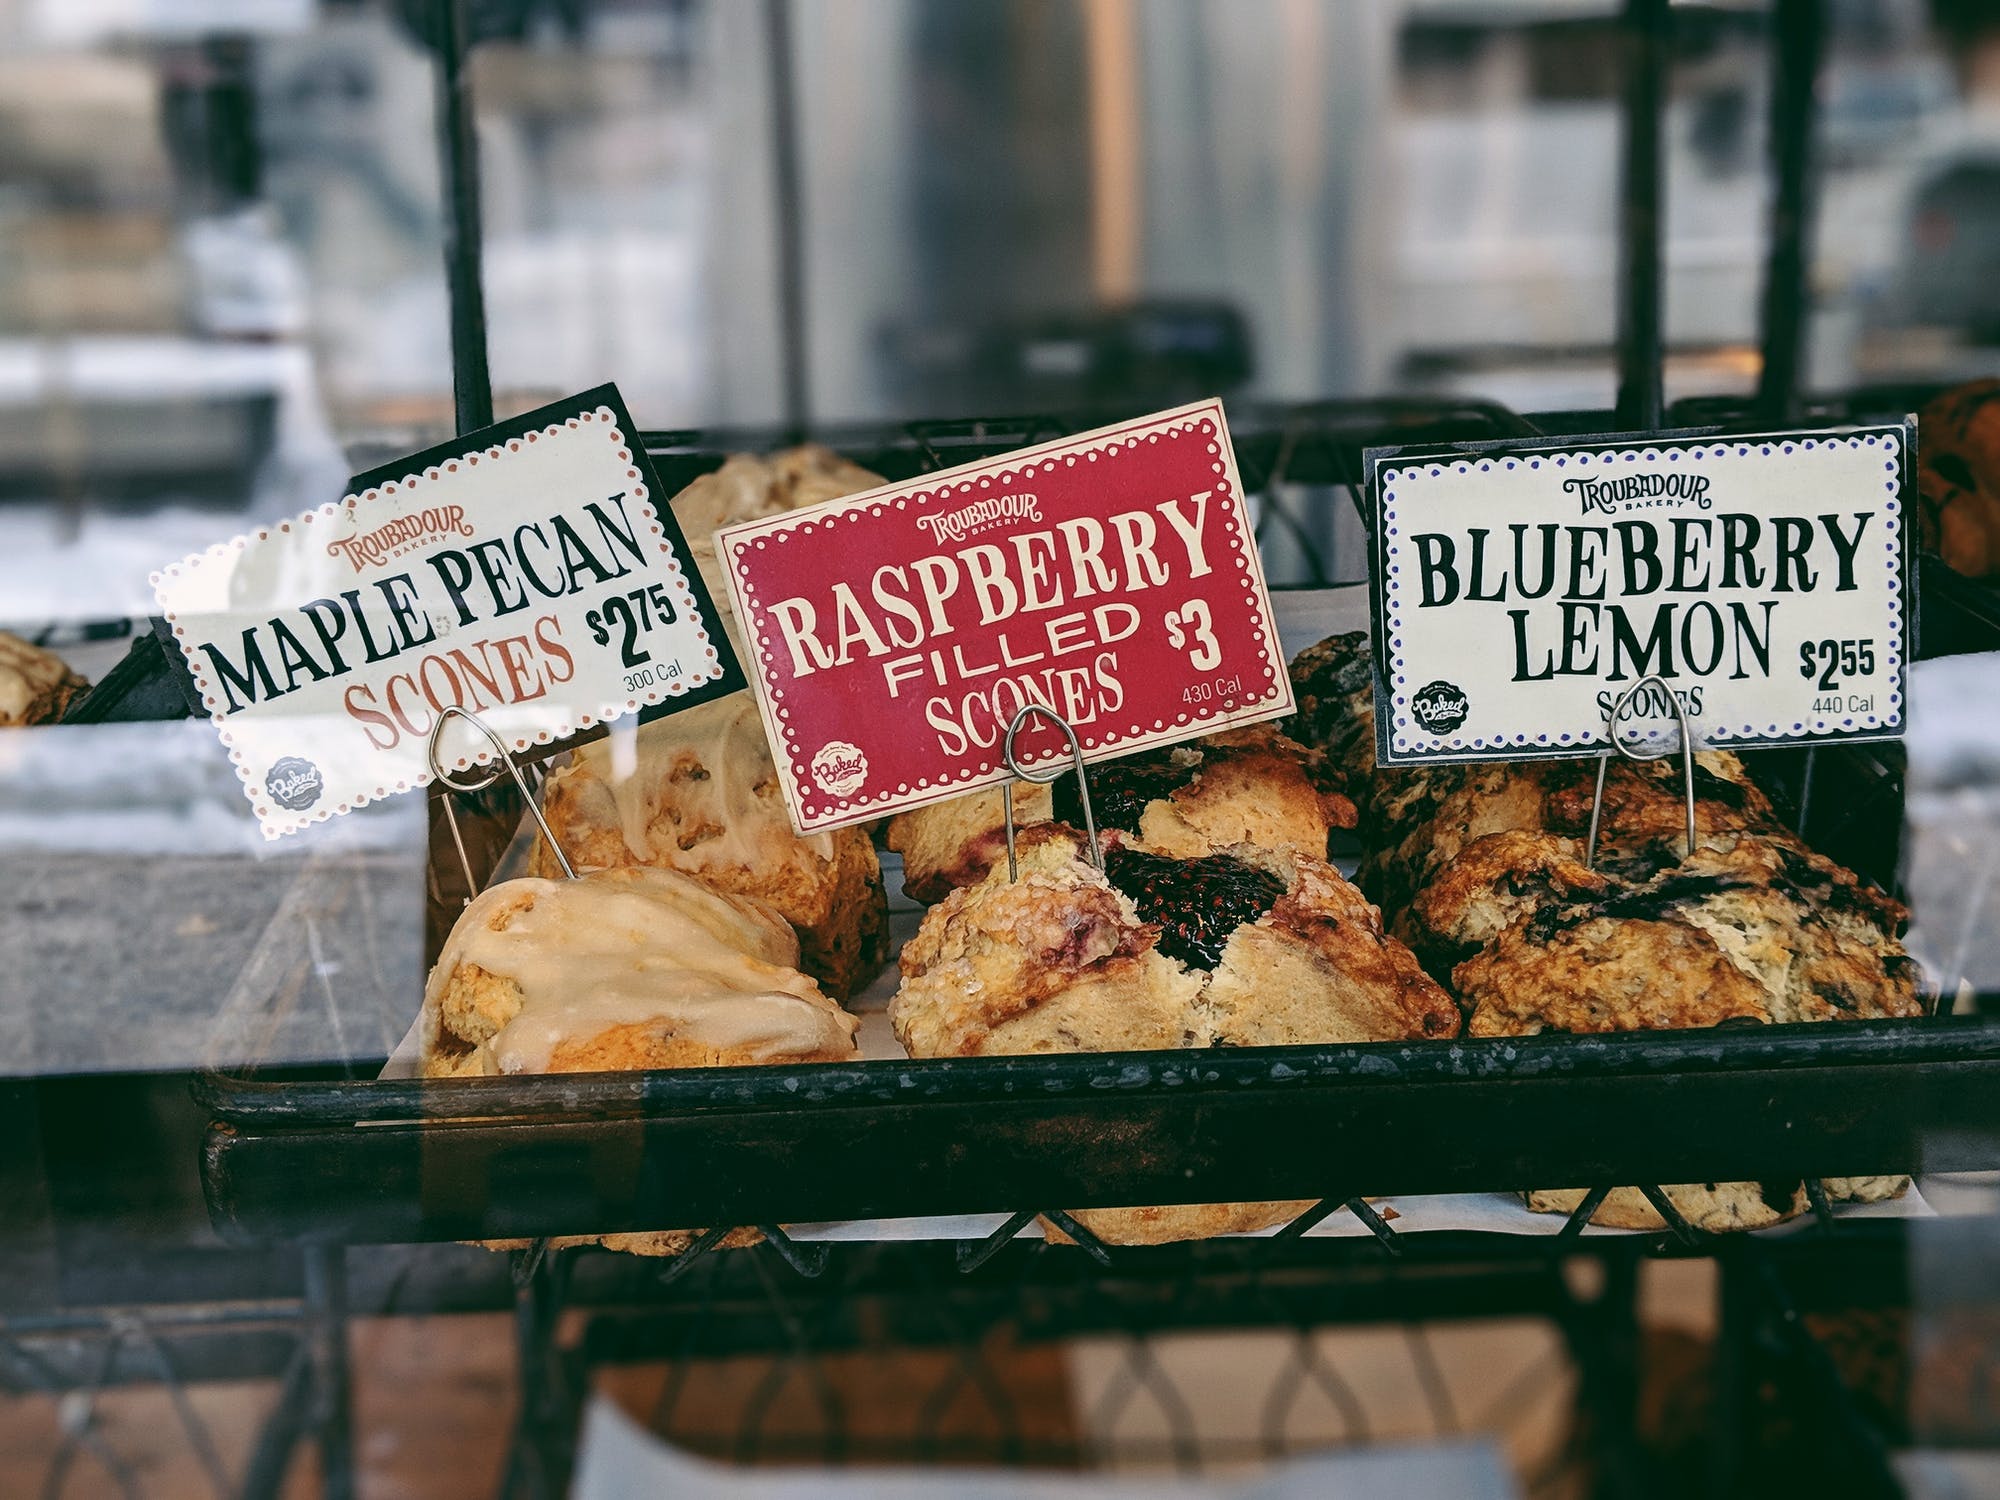 TROUBADOUR
BAKERY
MAPLE PECAN
SCONES
$2.75
300 Cal
Baked
TROUBADOUR
BAKERY
RASPBERRY
FILLED
SCONES
$3
430 Cal
Baked
TROUBADOUR
BAKERY
BLUEBERRY
LEMON
SCONES
$2.55
440 Cal
Baked